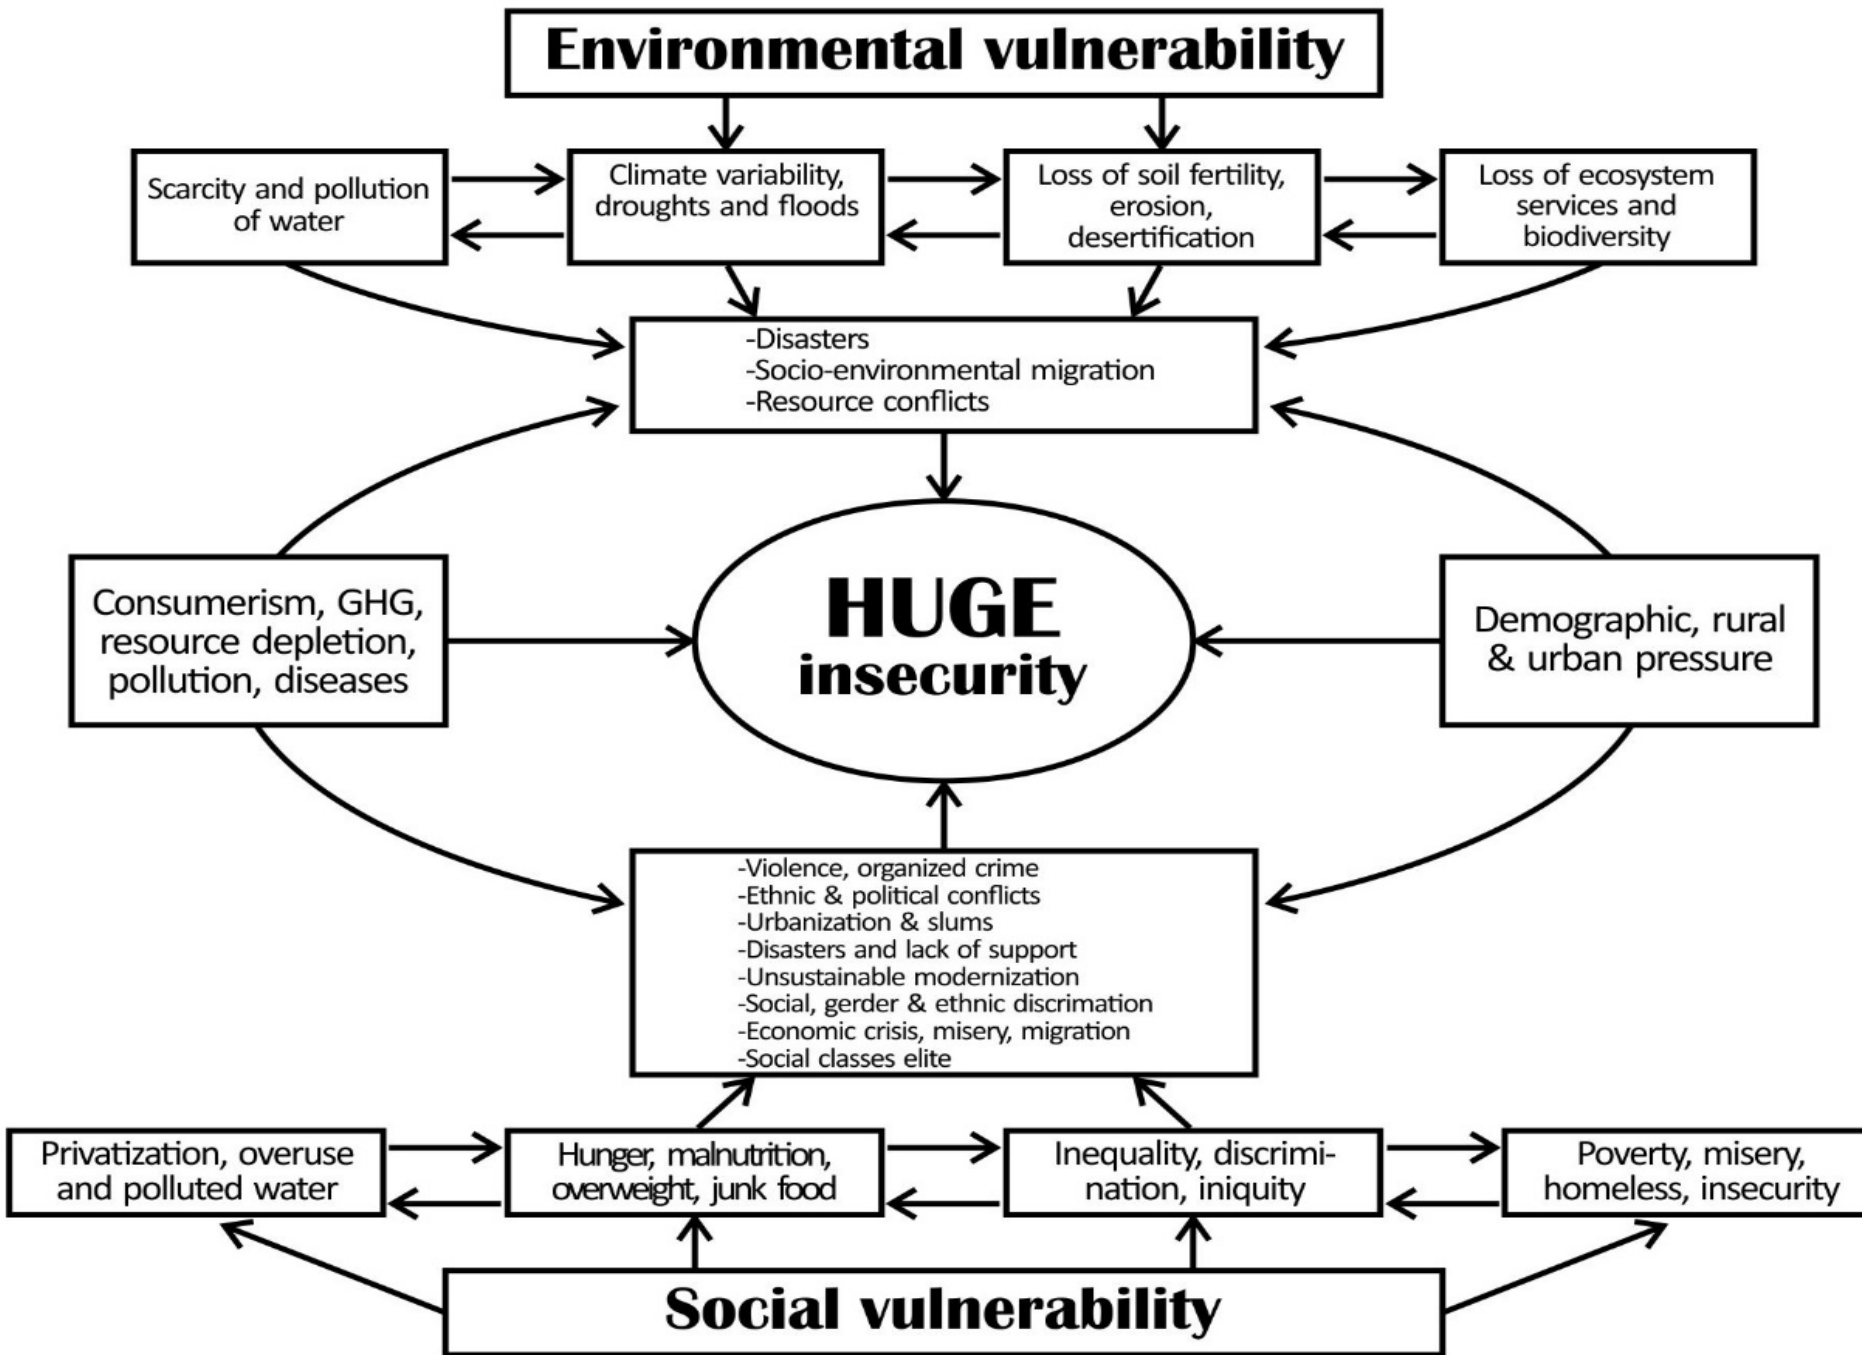 Environmental vulnerability
Scarcity and pollution
of water
Climate variability,
droughts and floods
Loss of soil fertility,
erosion,
desertification
Loss of ecosystem
services and
biodiversity
-Disasters
-Socio-environmental migration
-Resource conflicts
Consumerism, GHG,
resource depletion,
pollution, diseases
HUGE
insecurity
Demographic, rural
& urban pressure
-Violence, organized crime
-Ethnic & political conflicts
-Urbanization & slums
-Disasters and lack of support
-Unsustainable modernization
-Social, gerder & ethnic discrimation
-Economic crisis, misery, migration
-Social classes elite
Privatization, overuse
and polluted water
Hunger, malnutrition,
overweight, junk food
Inequality, discrimi-
nation, iniquity
Poverty, misery,
homeless, insecurity
Social vulnerability